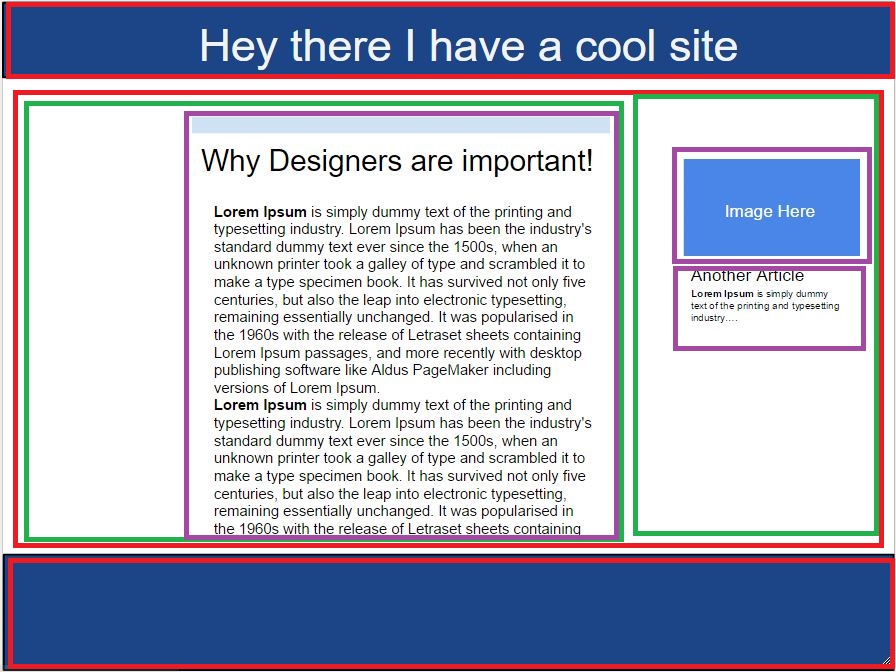 Hey there I have a cool site
Why Designers are important!
Lorem Ipsum is simply dummy text of the printing and
typesetting industry. Lorem Ipsum has been the industry's
standard dummy text ever since the 1500s, when an
unknown printer took a galley of type and scrambled it to
make a type specimen book. It has survived not only five
centuries, but also the leap into electronic typesetting,
remaining essentially unchanged. It was popularised in
the 1960s with the release of Letraset sheets containing
Lorem Ipsum passages, and more recently with desktop
publishing software like Aldus PageMaker including
versions of Lorem Ipsum.
Lorem Ipsum is simply dummy text of the printing and
typesetting industry. Lorem Ipsum has been the industry's
standard dummy text ever since the 1500s, when an
unknown printer took a galley of type and scrambled it to
make a type specimen book. It has survived not only five
centuries, but also the leap into electronic typesetting,
remaining essentially unchanged. It was popularised in
the 1960s with the release of Letraset sheets containing
Image Here
Another Article
Lorem Ipsum is simply dummy
text of the printing and typesetting
industry....